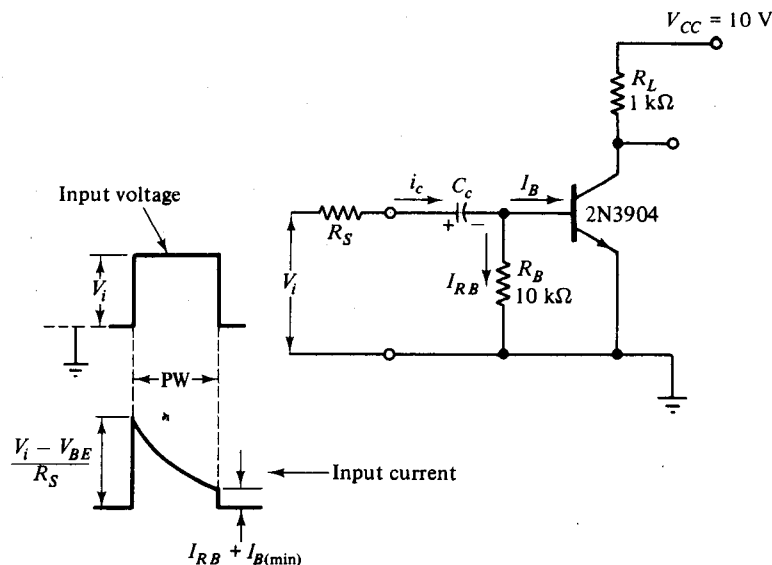 V_CC = 10 V
R_L
1 kΩ
Input voltage
i_c
C_c
I_B
2N3904
+
−
R_S
V_i
V_i
I_RB
R_B
10 kΩ
PW
V_i − V_BE
R_S
Input current
I_RB + I_B(min)